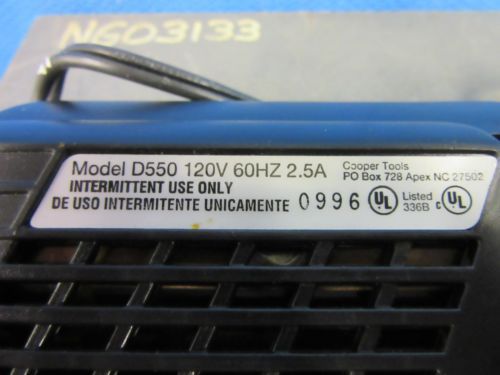 NG03133
Model D550 120V 60HZ 2.5A
Cooper Tools
PO Box 728 Apex NC 27502
INTERMITTENT USE ONLY
DE USO INTERMITENTE UNICAMENTE
0996
UL
Listed
336B
c UL